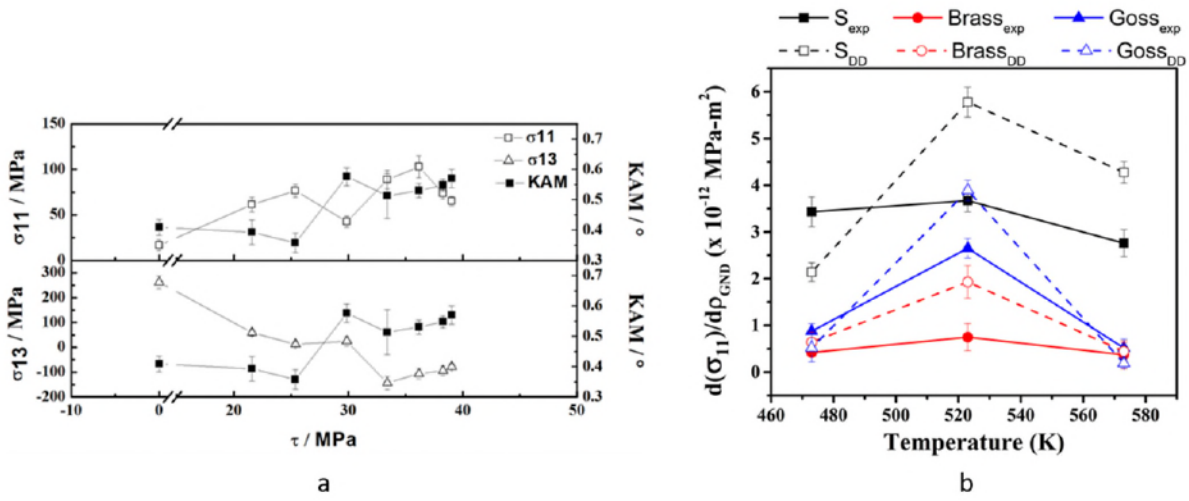 S_exp Brass_exp Goss_exp
S_DD Brass_DD Goss_DD
150
100
50
0
σ11 / MPa
σ11
σ13
KAM
0.7
0.6
0.5
0.4
0.3
KAM / °
300
200
100
0
-100
-200
σ13 / MPa
0.7
0.6
0.5
0.4
0.3
KAM / °
-10 0 20 30 40 50
τ / MPa
a
6
5
4
3
2
1
0
d(σ₁₁)/dρ_GND (x 10⁻¹² MPa-m²)
460 480 500 520 540 560 580
Temperature (K)
b